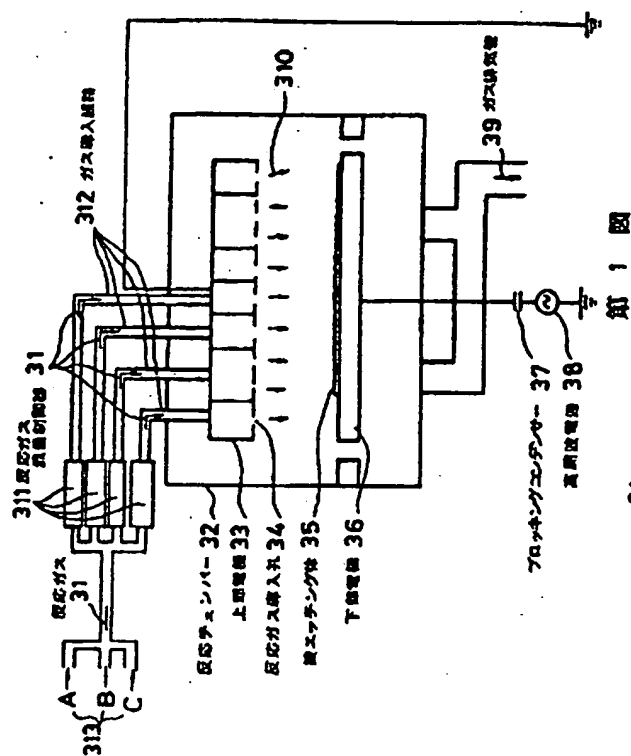 313
A
B
C
反応ガス
31
311 反応ガス
流量制御器
31
312 ガス導入経路
反応チェンバー 32
上部電極 33
反応ガス導入孔 34
被エッチング体 35
下部電極 36
310
ブロッキングコンデンサー 37
高周波電源 38
39 ガス排気管
第 1 図